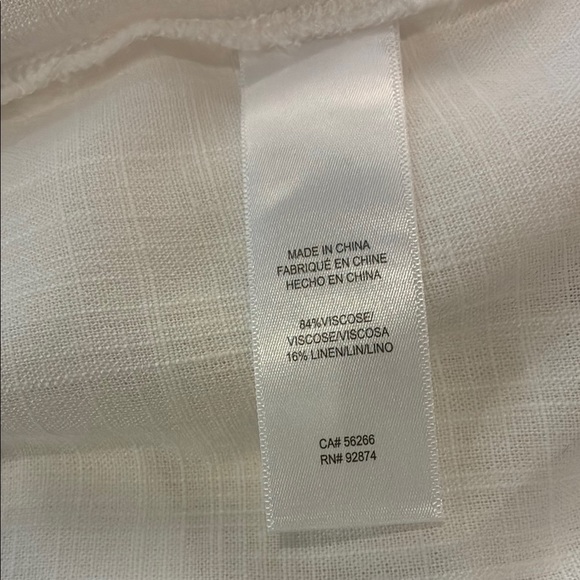 MADE IN CHINA
FABRIQUÉ EN CHINE
HECHO EN CHINA
84%VISCOSE/
VISCOSE/VISCOSA
16% LINEN/LIN/LINO
CA# 56266
RN# 92874